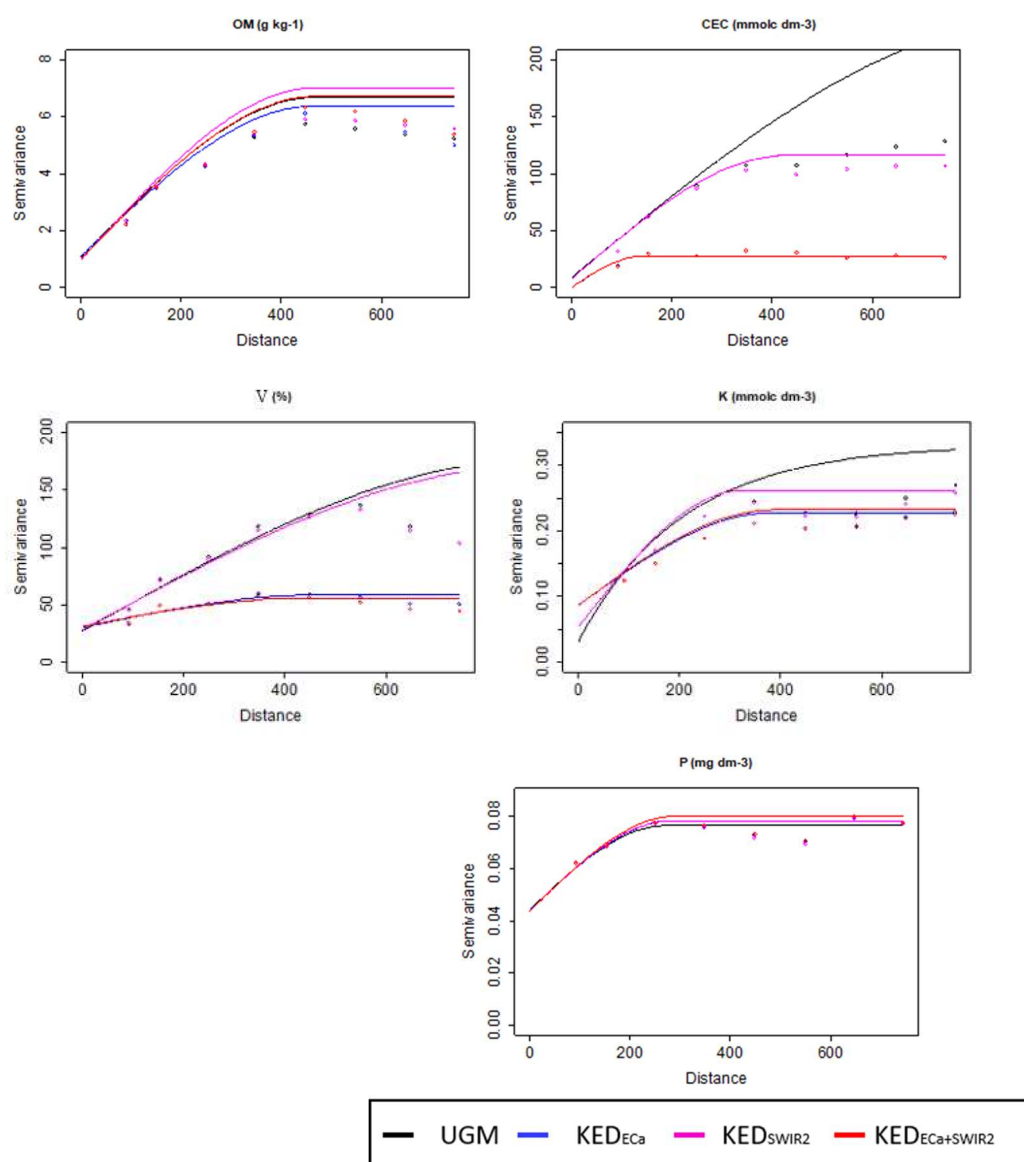 OM (g kg-1)
Semivariance
0 2 4 6 8
0 200 400 600
Distance
CEC (mmolc dm-3)
Semivariance
0 50 100 150 200
0 200 400 600
Distance
V (%)
Semivariance
0 50 100 150 200
0 200 400 600
Distance
K (mmolc dm-3)
Semivariance
0,00 0,10 0.20 0.30
0 200 400 600
Distance
P (mg dm-3)
Semivariance
0.00 0.02 0.04 0.06 0.08
0 200 400 600
Distance
UGM KEDECa KEDSWIR2 KEDECa+SWIR2